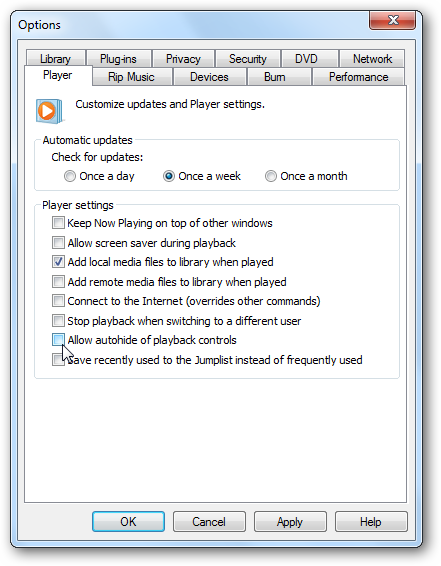 Options
Library Plug-ins Privacy Security DVD Network
Player Rip Music Devices Burn Performance
Customize updates and Player settings.
Automatic updates
Check for updates:
Once a day Once a week Once a month
Player settings
Keep Now Playing on top of other windows
Allow screen saver during playback
Add local media files to library when played
Add remote media files to library when played
Connect to the Internet (overrides other commands)
Stop playback when switching to a different user
Allow autohide of playback controls
Save recently used to the Jumplist instead of frequently used
OK Cancel Apply Help